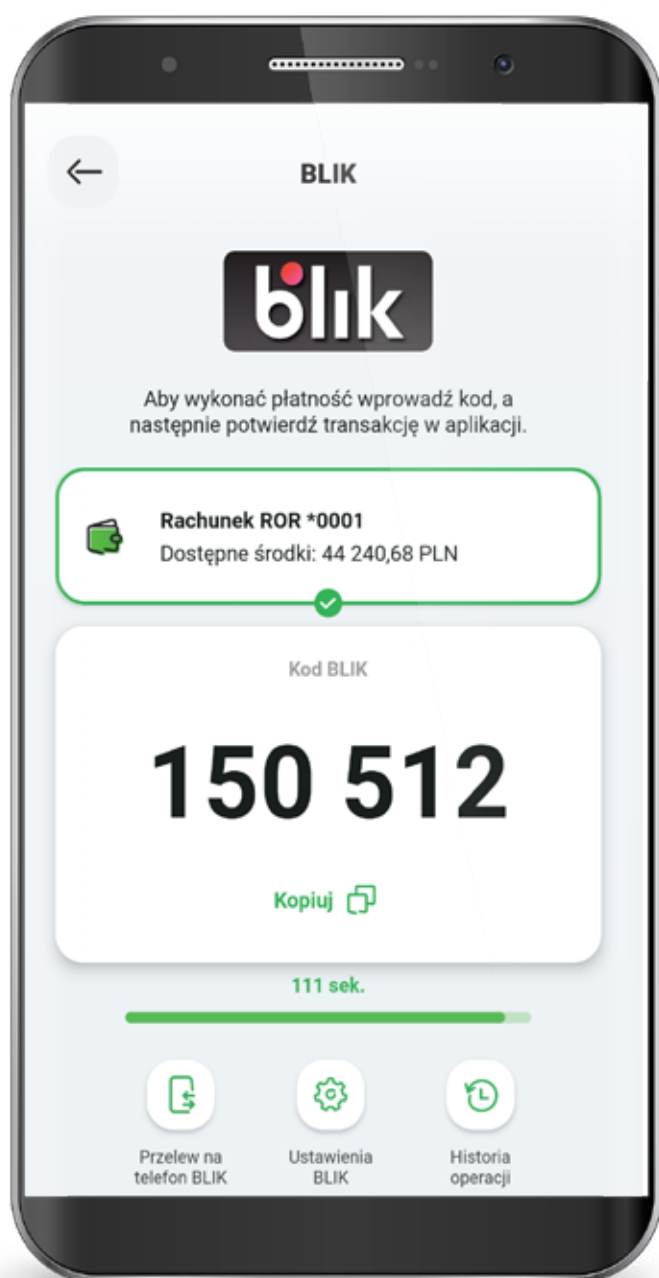 BLIK
blik
Aby wykonać płatność wprowadź kod, a
następnie potwierdź transakcję w aplikacji.
Rachunek ROR *0001
Dostępne środki: 44 240,68 PLN
Kod BLIK
150 512
Kopiuj
111 sek.
Przelew na
telefon BLIK
Ustawienia
BLIK
Historia
operacji